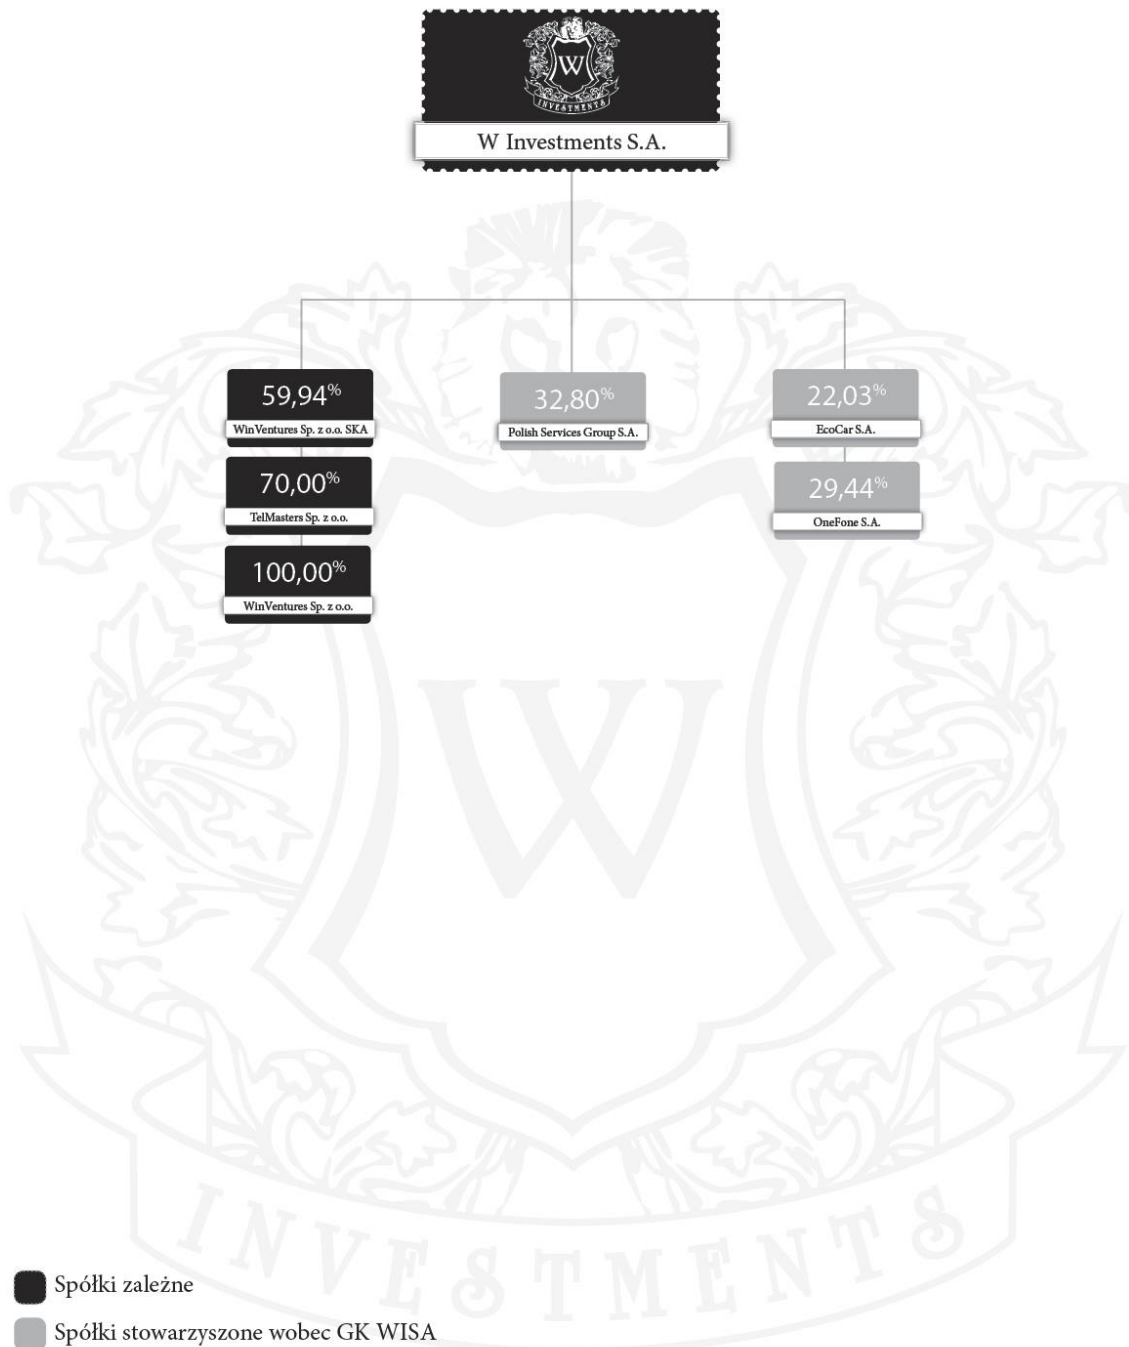 W
INVESTMENTS
W Investments S.A.
59,94%
WinVentures Sp. z o.o. SKA
70,00%
TelMasters Sp. z o.o.
100,00%
WinVentures Sp. z o.o.
32,80%
Polish Services Group S.A.
22,03%
EcoCar S.A.
29,44%
OneFone S.A.
W
INVESTMENTS
Spółki zależne
Spółki stowarzyszone wobec GK WISA